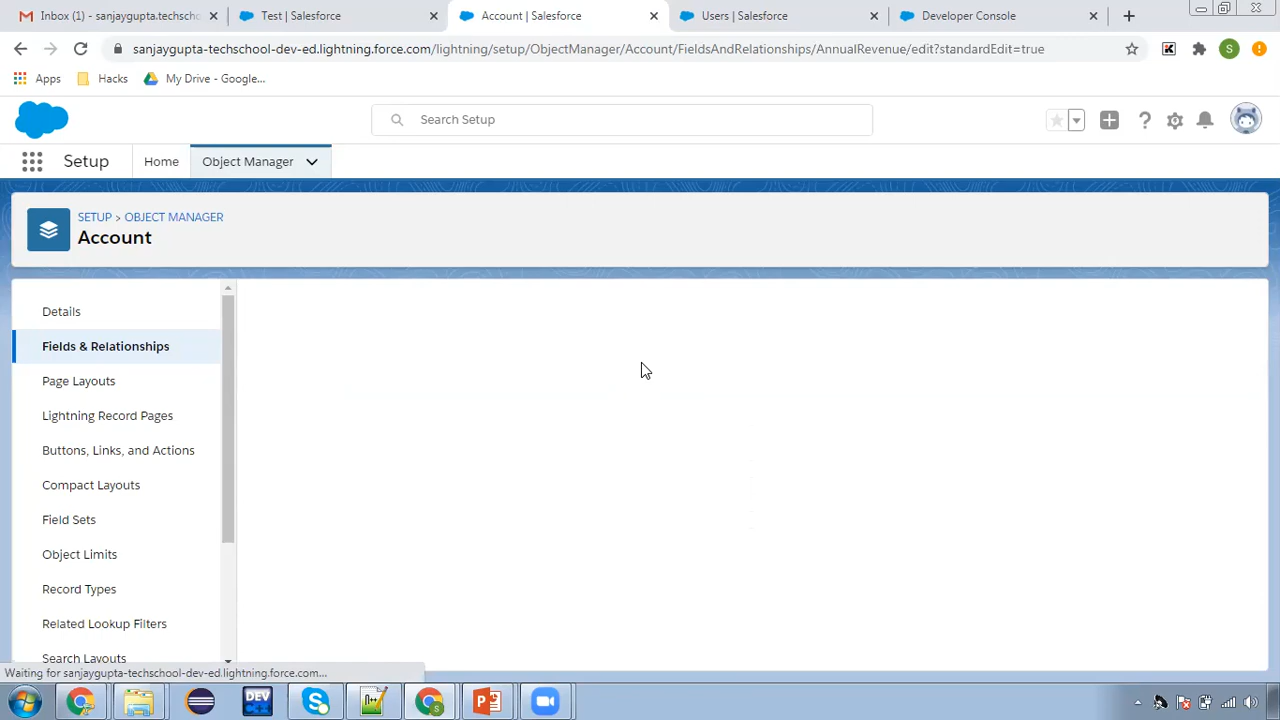 Inbox (1) - sanjaygupta.techscho
Test | Salesforce
Account | Salesforce
Users | Salesforce
Developer Console
sanjaygupta-techschool-dev-ed.lightning.force.com/lightning/setup/ObjectManager/Account/FieldsAndRelationships/AnnualRevenue/edit?standardEdit=true
S
Apps
Hacks
My Drive - Google...
Search Setup
Setup
Home
Object Manager
SETUP > OBJECT MANAGER
Account
Details
Fields & Relationships
Page Layouts
Lightning Record Pages
Buttons, Links, and Actions
Compact Layouts
Field Sets
Object Limits
Record Types
Related Lookup Filters
Search Layouts
Waiting for sanjaygupta-techschool-dev-ed.lightning.force.com...
DEV